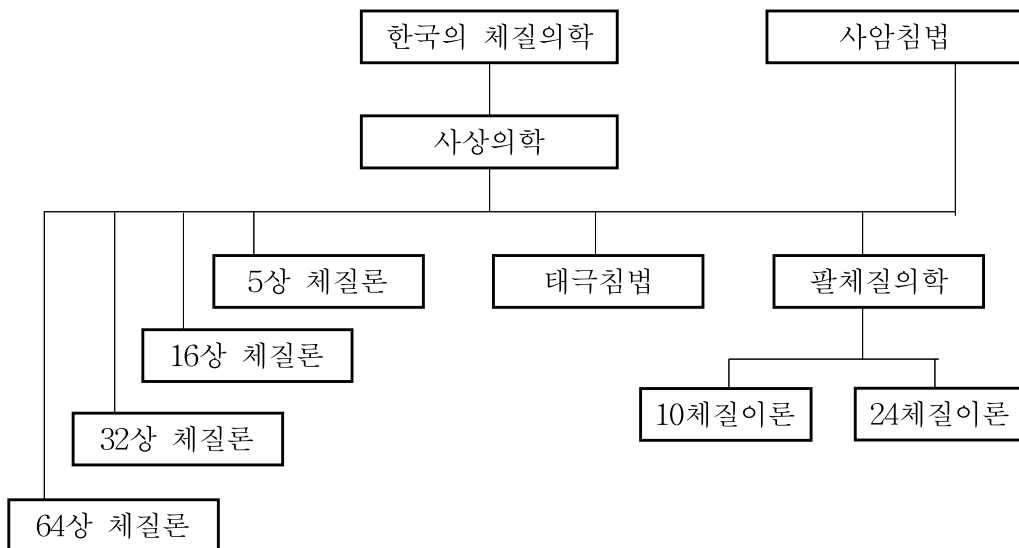 한국의 체질의학
사암침법
사상의학
5상 체질론
태극침법
팔체질의학
16상 체질론
10체질이론
24체질이론
32상 체질론
64상 체질론